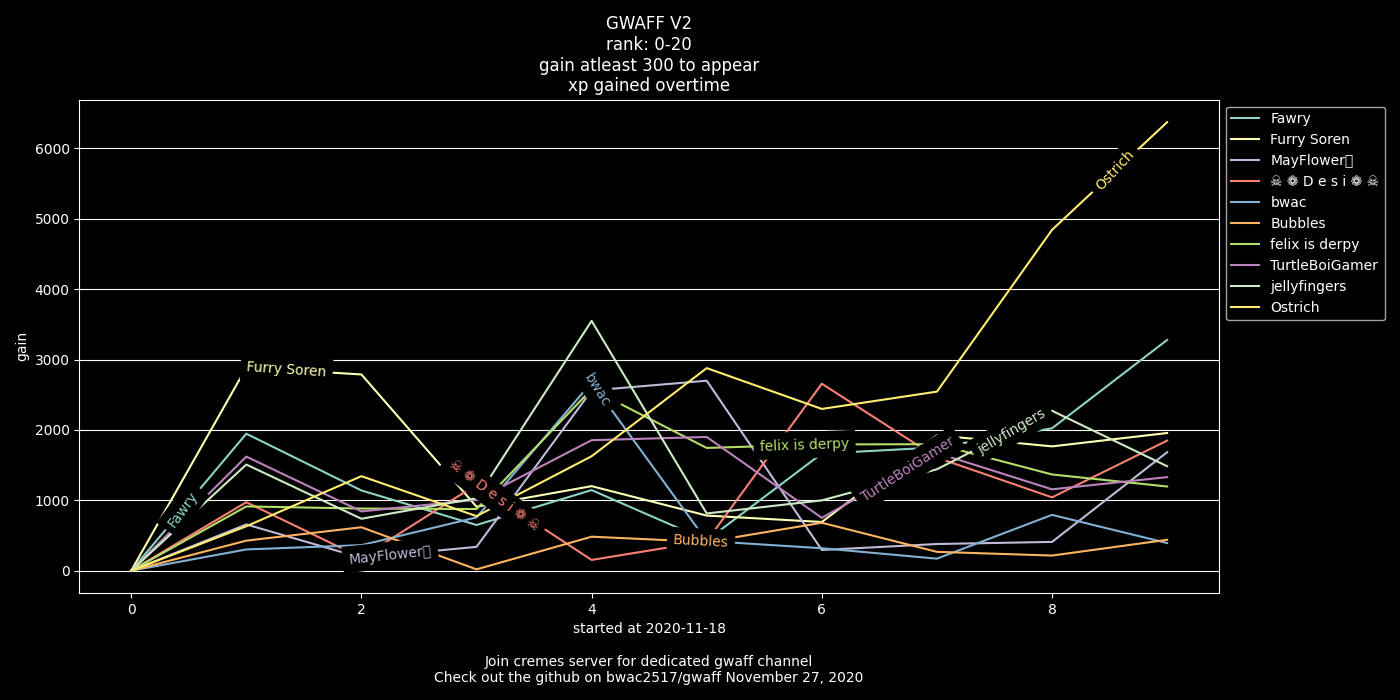 GWAFF V2
rank: 0-20
gain atleast 300 to appear
xp gained overtime
Fawry
Furry Soren
MayFlower▯
☠ ❁ D e s i ❁ ☠
bwac
Bubbles
felix is derpy
TurtleBoiGamer
jellyfingers
Ostrich
gain
6000
5000
4000
3000
2000
1000
0
Fawry
Furry Soren
MayFlower▯
☠ ❁ D e s i ❁ ☠
bwac
Bubbles
felix is derpy
TurtleBoiGamer
jellyfingers
Ostrich
0 2 4 6 8
started at 2020-11-18
Join cremes server for dedicated gwaff channel
Check out the github on bwac2517/gwaff November 27, 2020